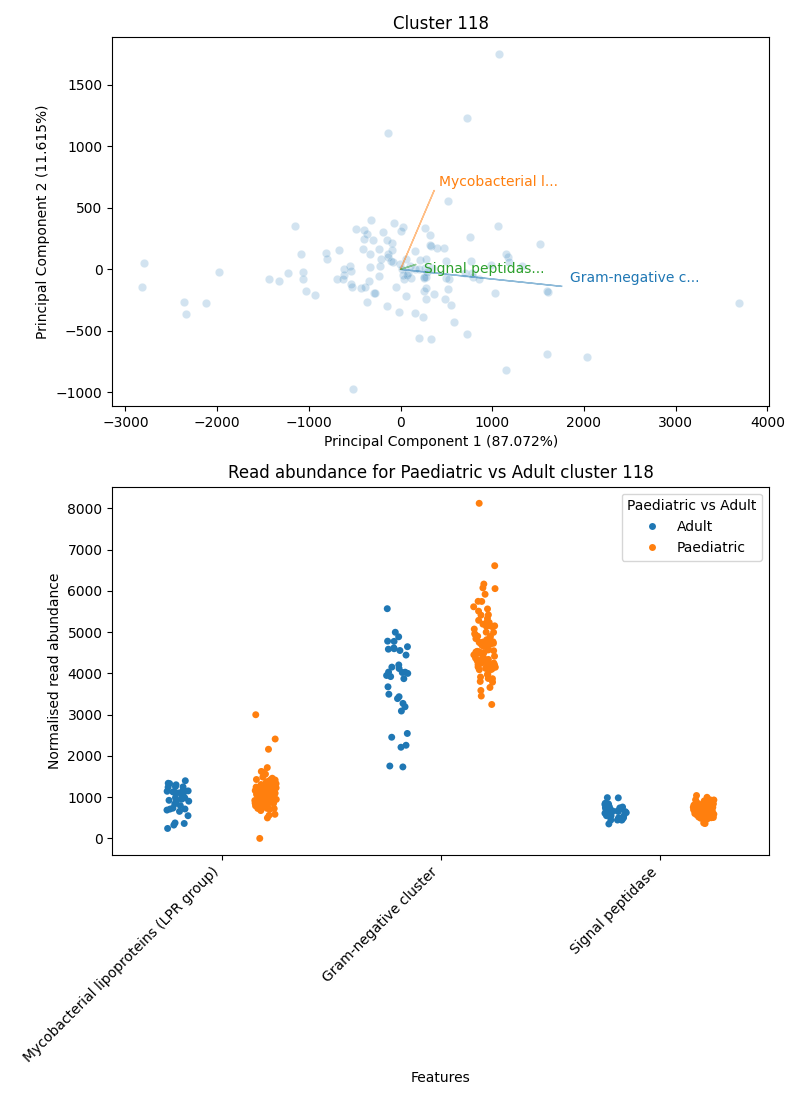 Cluster 118
Principal Component 2 (11.615%)
1500
1000
500
0
−500
−1000
Mycobacterial l...
Signal peptidas...
Gram-negative c...
−3000 −2000 −1000 0 1000 2000 3000 4000
Principal Component 1 (87.072%)
Read abundance for Paediatric vs Adult cluster 118
Normalised read abundance
8000
7000
6000
5000
4000
3000
2000
1000
0
Paediatric vs Adult
Adult
Paediatric
Mycobacterial lipoproteins (LPR group)
Gram-negative cluster
Signal peptidase
Features